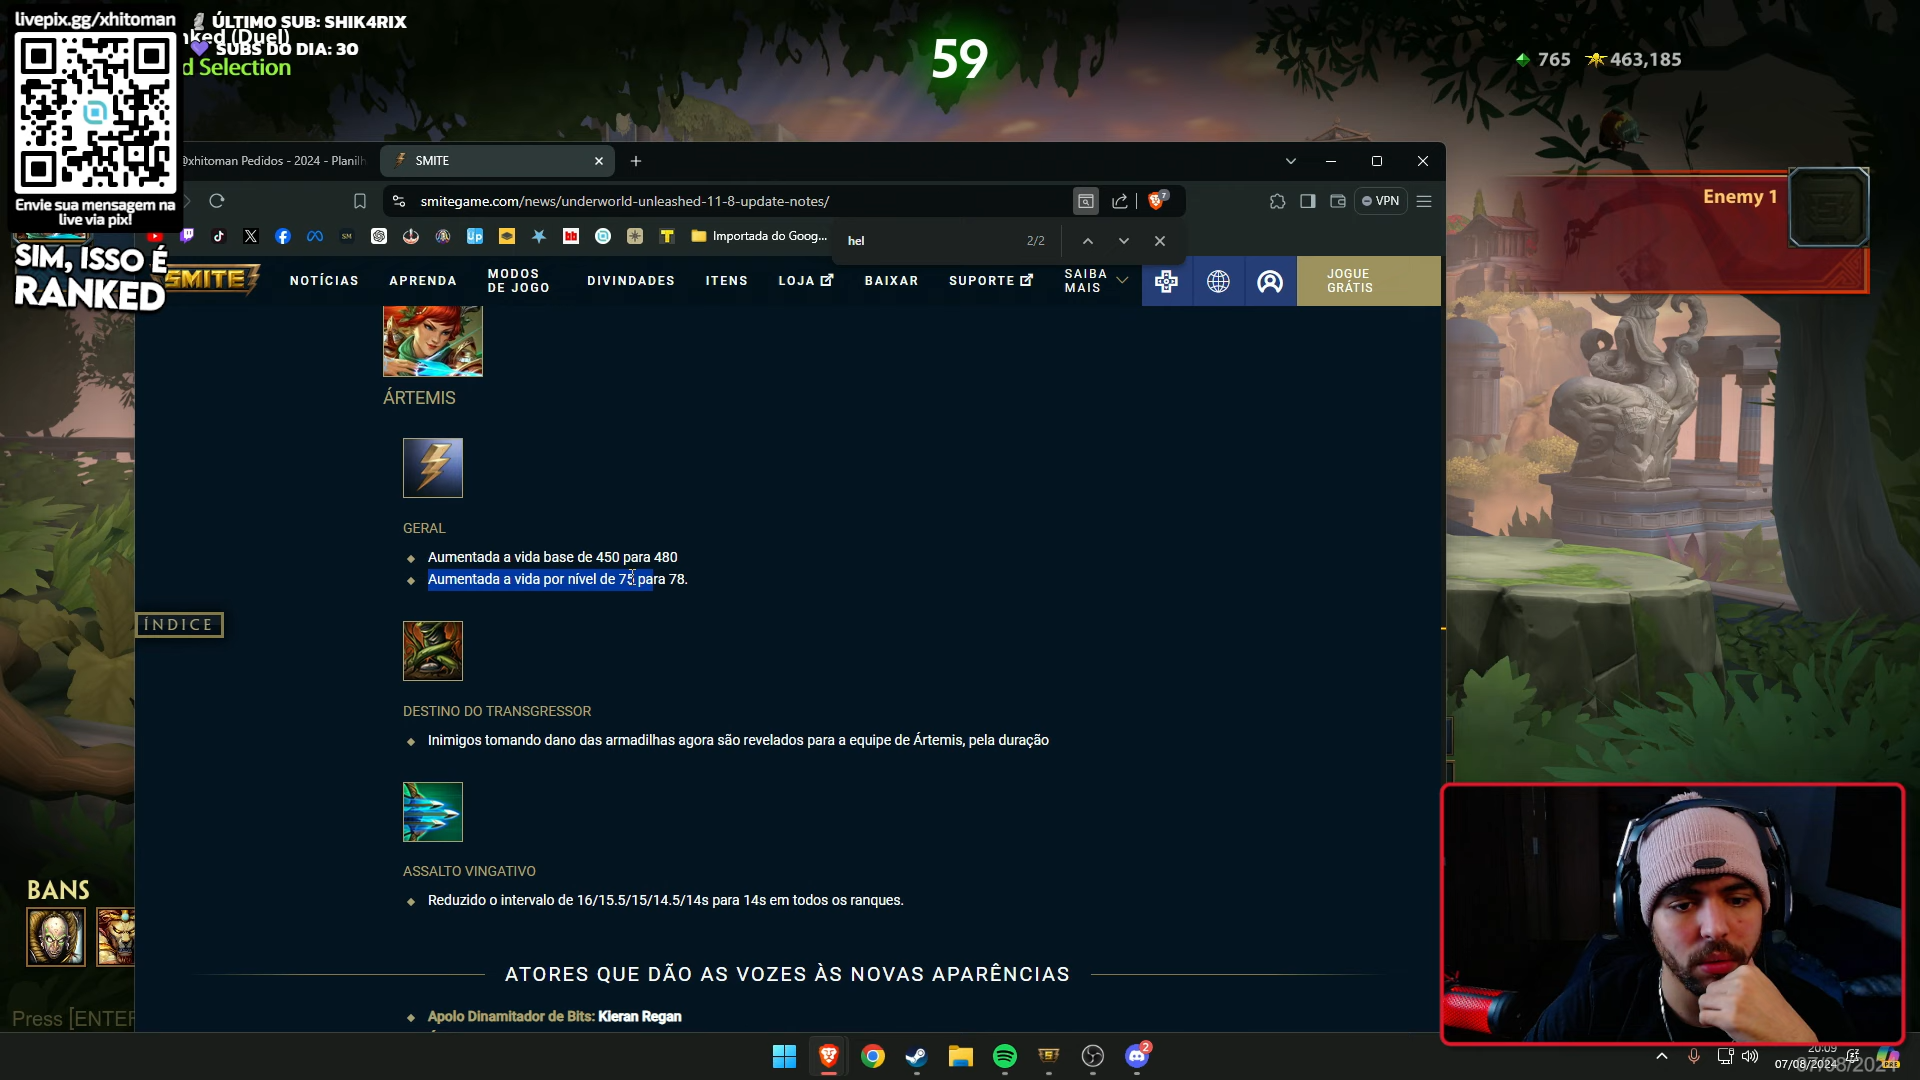 livepix.gg/xhitoman
ÚLTIMO SUB: SHIK4RIX
nked (Duel)
SUBS DO DIA: 30
d Selection
59
765
463,185
Envie sua mensagem na
live via pix!
SIM, ISSO É
RANKED
@xhitoman Pedidos - 2024 - Planilh
SMITE
smitegame.com/news/underworld-unleashed-11-8-update-notes/
7
VPN
Importada do Goog...
hel
2/2
Enemy 1
SMITE
NOTÍCIAS
APRENDA
MODOS
DE JOGO
DIVINDADES
ITENS
LOJA
BAIXAR
SUPORTE
SAIBA
MAIS
JOGUE
GRÁTIS
ÁRTEMIS
GERAL
Aumentada a vida base de 450 para 480
Aumentada a vida por nível de 75 para 78.
ÍNDICE
DESTINO DO TRANSGRESSOR
Inimigos tomando dano das armadilhas agora são revelados para a equipe de Ártemis, pela duração
ASSALTO VINGATIVO
Reduzido o intervalo de 16/15.5/15/14.5/14s para 14s em todos os ranques.
BANS
ATORES QUE DÃO AS VOZES ÀS NOVAS APARÊNCIAS
Apolo Dinamitador de Bits: Kieran Regan
Press [ENTER
2
20:09
07/08/2024